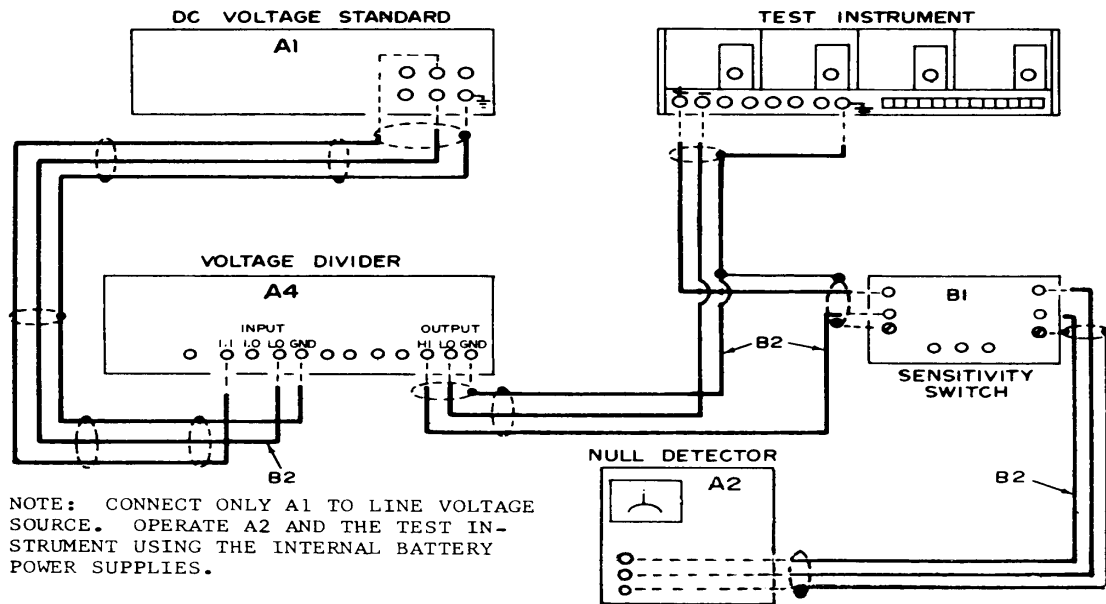 DC VOLTAGE STANDARD
A1
TEST INSTRUMENT
+ –
VOLTAGE DIVIDER
A4
INPUT
1.1 1.0 LO GND
OUTPUT
HI LO GND
B2
B2
B1
SENSITIVITY
SWITCH
NULL DETECTOR
A2
B2
NOTE: CONNECT ONLY A1 TO LINE VOLTAGE
SOURCE. OPERATE A2 AND THE TEST IN-
STRUMENT USING THE INTERNAL BATTERY
POWER SUPPLIES.